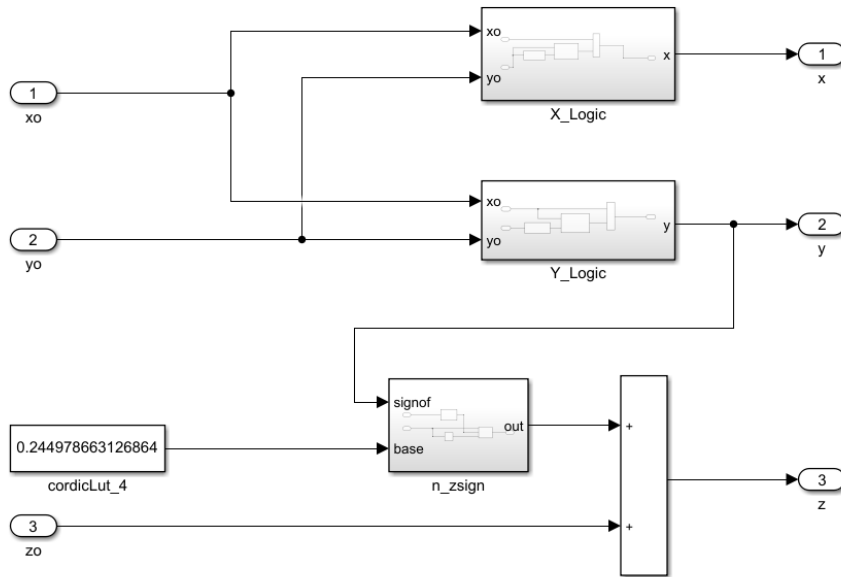 xo
yo
x
X_Logic
1
x
1
xo
xo
yo
y
Y_Logic
2
y
2
yo
signof
base
out
n_zsign
0.244978663126864
cordicLut_4
+
+
3
z
3
zo